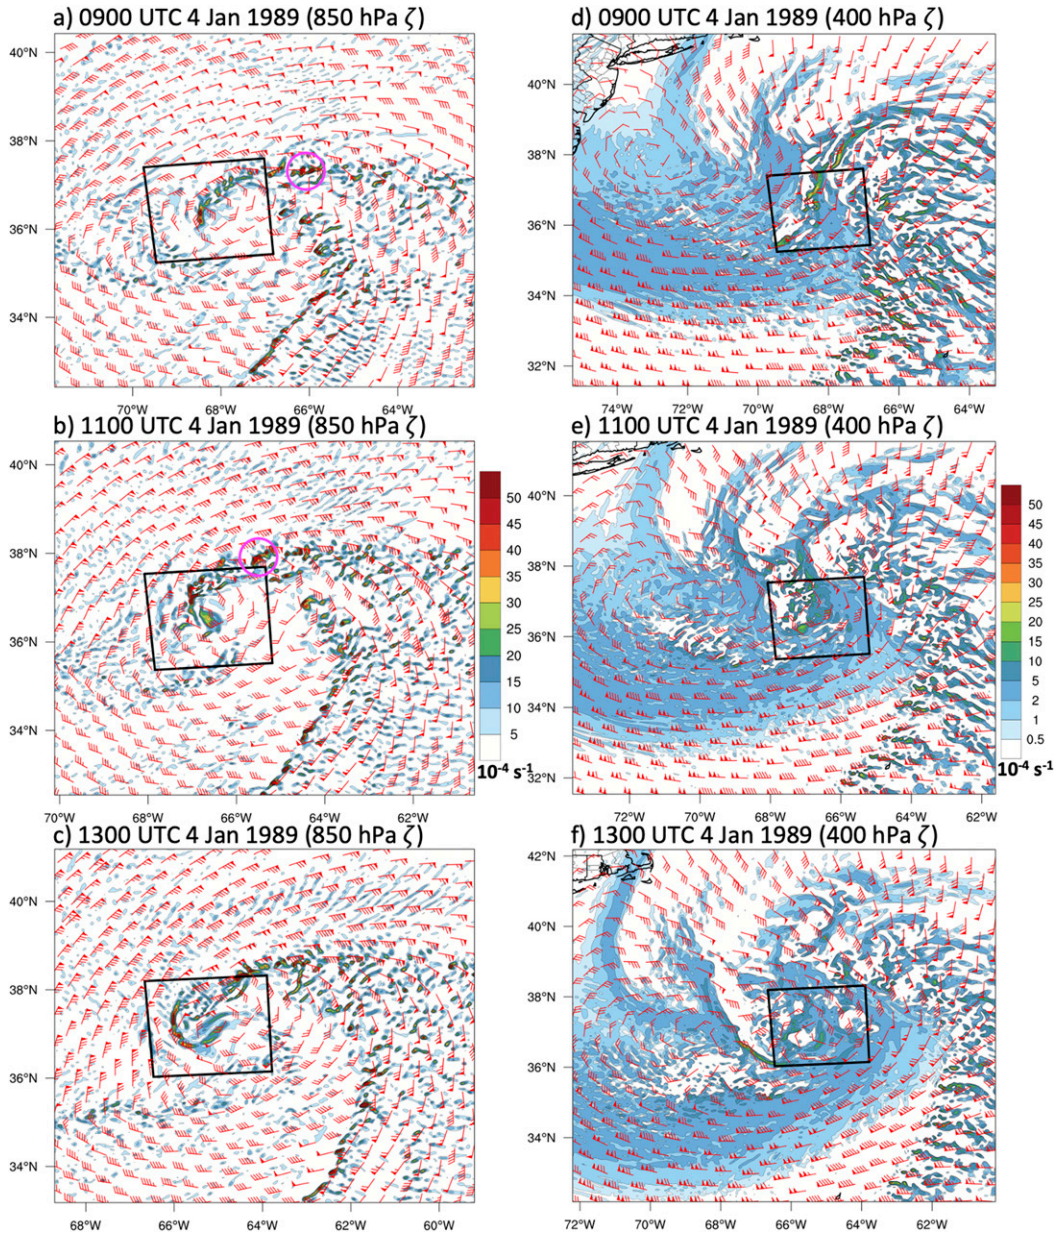 a) 0900 UTC 4 Jan 1989 (850 hPa ζ)
40°N
38°N
36°N
34°N
70°W 68°W 66°W 64°W
d) 0900 UTC 4 Jan 1989 (400 hPa ζ)
40°N
38°N
36°N
34°N
32°N
74°W 72°W 70°W 68°W 66°W 64°W
b) 1100 UTC 4 Jan 1989 (850 hPa ζ)
40°N
38°N
36°N
34°N
32°N
70°W 68°W 66°W 64°W 62°W
50
45
40
35
30
25
20
15
10
5
10⁻⁴ s⁻¹
e) 1100 UTC 4 Jan 1989 (400 hPa ζ)
40°N
38°N
36°N
34°N
32°N
72°W 70°W 68°W 66°W 64°W 62°W
50
45
40
35
30
25
20
15
10
5
2
1
0.5
10⁻⁴ s⁻¹
c) 1300 UTC 4 Jan 1989 (850 hPa ζ)
40°N
38°N
36°N
34°N
68°W 66°W 64°W 62°W 60°W
f) 1300 UTC 4 Jan 1989 (400 hPa ζ)
42°N
40°N
38°N
36°N
34°N
72°W 70°W 68°W 66°W 64°W 62°W